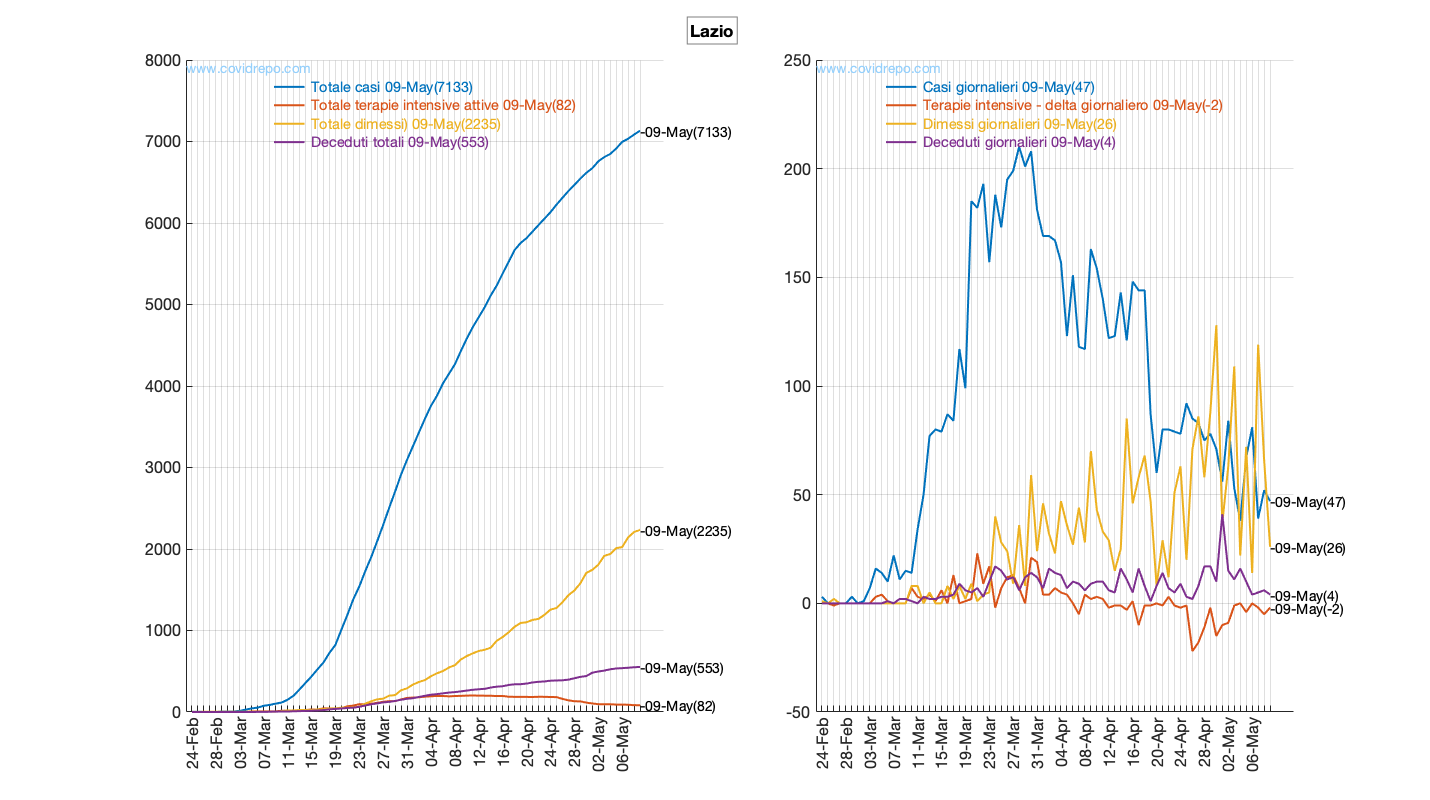 Lazio
www.covidrepo.com
Totale casi 09-May(7133)
Totale terapie intensive attive 09-May(82)
Totale dimessi) 09-May(2235)
Deceduti totali 09-May(553)
8000
7000
6000
5000
4000
3000
2000
1000
0
-09-May(7133)
-09-May(2235)
-09-May(553)
-09-May(82)
24-Feb
28-Feb
03-Mar
07-Mar
11-Mar
15-Mar
19-Mar
23-Mar
27-Mar
31-Mar
04-Apr
08-Apr
12-Apr
16-Apr
20-Apr
24-Apr
28-Apr
02-May
06-May
www.covidrepo.com
Casi giornalieri 09-May(47)
Terapie intensive - delta giornaliero 09-May(-2)
Dimessi giornalieri 09-May(26)
Deceduti giornalieri 09-May(4)
250
200
150
100
50
0
-50
-09-May(47)
-09-May(26)
-09-May(4)
-09-May(-2)
24-Feb
28-Feb
03-Mar
07-Mar
11-Mar
15-Mar
19-Mar
23-Mar
27-Mar
31-Mar
04-Apr
08-Apr
12-Apr
16-Apr
20-Apr
24-Apr
28-Apr
02-May
06-May